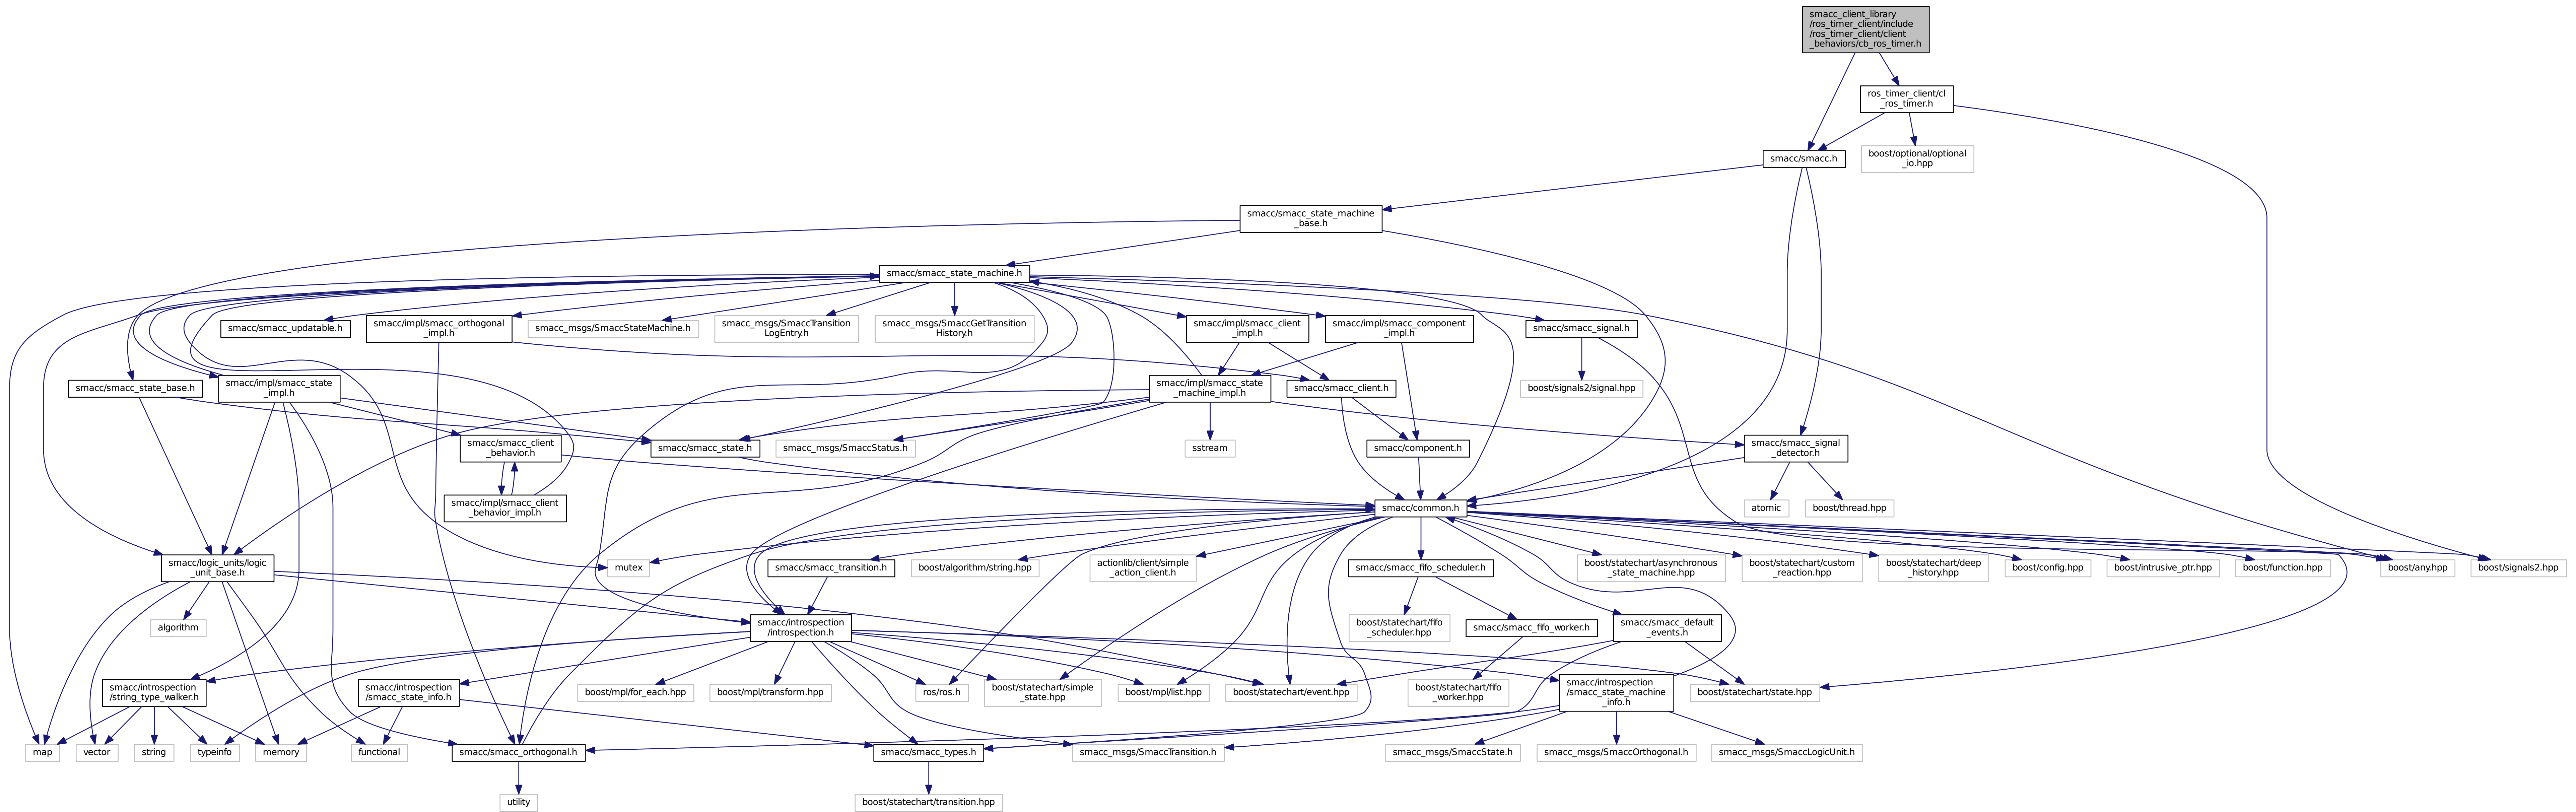 smacc_client_library
/ros_timer_client/include
/ros_timer_client/client
_behaviors/cb_ros_timer.h
ros_timer_client/cl
_ros_timer.h
smacc/smacc.h
boost/optional/optional
_io.hpp
smacc/smacc_state_machine
_base.h
smacc/smacc_state_machine.h
smacc/smacc_updatable.h
smacc/impl/smacc_orthogonal
_impl.h
smacc_msgs/SmaccStateMachine.h
smacc_msgs/SmaccTransition
LogEntry.h
smacc_msgs/SmaccGetTransition
History.h
smacc/impl/smacc_client
_impl.h
smacc/impl/smacc_component
_impl.h
smacc/smacc_signal.h
smacc/smacc_state_base.h
smacc/impl/smacc_state
_impl.h
smacc/impl/smacc_state
_machine_impl.h
smacc/smacc_client.h
boost/signals2/signal.hpp
smacc/smacc_client
_behavior.h
smacc/smacc_state.h
smacc_msgs/SmaccStatus.h
sstream
smacc/component.h
smacc/smacc_signal
_detector.h
smacc/impl/smacc_client
_behavior_impl.h
smacc/common.h
atomic
boost/thread.hpp
smacc/logic_units/logic
_unit_base.h
mutex
smacc/smacc_transition.h
boost/algorithm/string.hpp
actionlib/client/simple
_action_client.h
smacc/smacc_fifo_scheduler.h
boost/statechart/asynchronous
_state_machine.hpp
boost/statechart/custom
_reaction.hpp
boost/statechart/deep
_history.hpp
boost/config.hpp
boost/intrusive_ptr.hpp
boost/function.hpp
boost/any.hpp
boost/signals2.hpp
algorithm
smacc/introspection
/introspection.h
boost/statechart/fifo
_scheduler.hpp
smacc/smacc_fifo_worker.h
smacc/smacc_default
_events.h
smacc/introspection
/string_type_walker.h
smacc/introspection
/smacc_state_info.h
boost/mpl/for_each.hpp
boost/mpl/transform.hpp
ros/ros.h
boost/statechart/simple
_state.hpp
boost/mpl/list.hpp
boost/statechart/event.hpp
boost/statechart/fifo
_worker.hpp
smacc/introspection
/smacc_state_machine
_info.h
boost/statechart/state.hpp
map
vector
string
typeinfo
memory
functional
smacc/smacc_orthogonal.h
smacc/smacc_types.h
smacc_msgs/SmaccTransition.h
smacc_msgs/SmaccState.h
smacc_msgs/SmaccOrthogonal.h
smacc_msgs/SmaccLogicUnit.h
utility
boost/statechart/transition.hpp